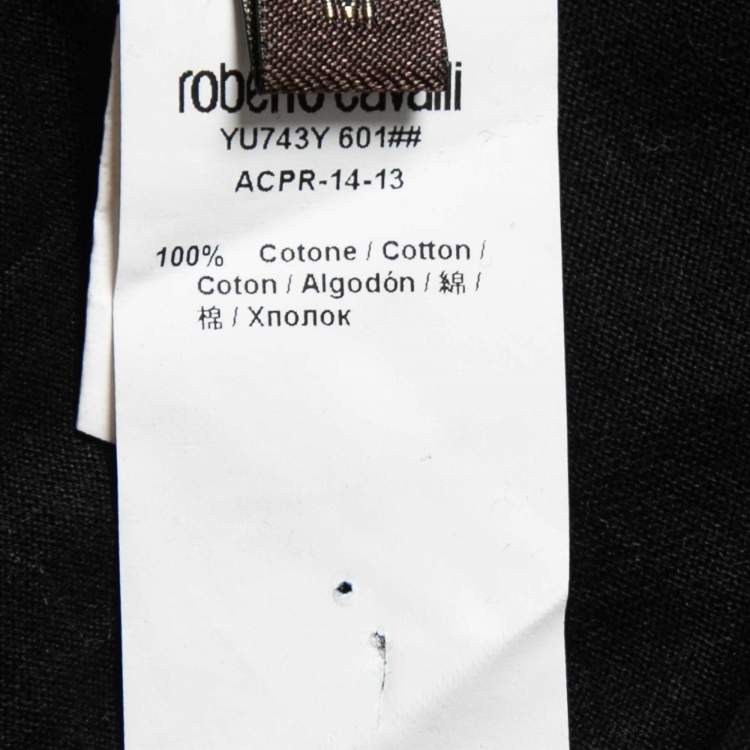 M
roberto cavalli
YU743Y 601##
ACPR-14-13
100% Cotone / Cotton /
Coton / Algodón / 綿 /
棉 / Хполок